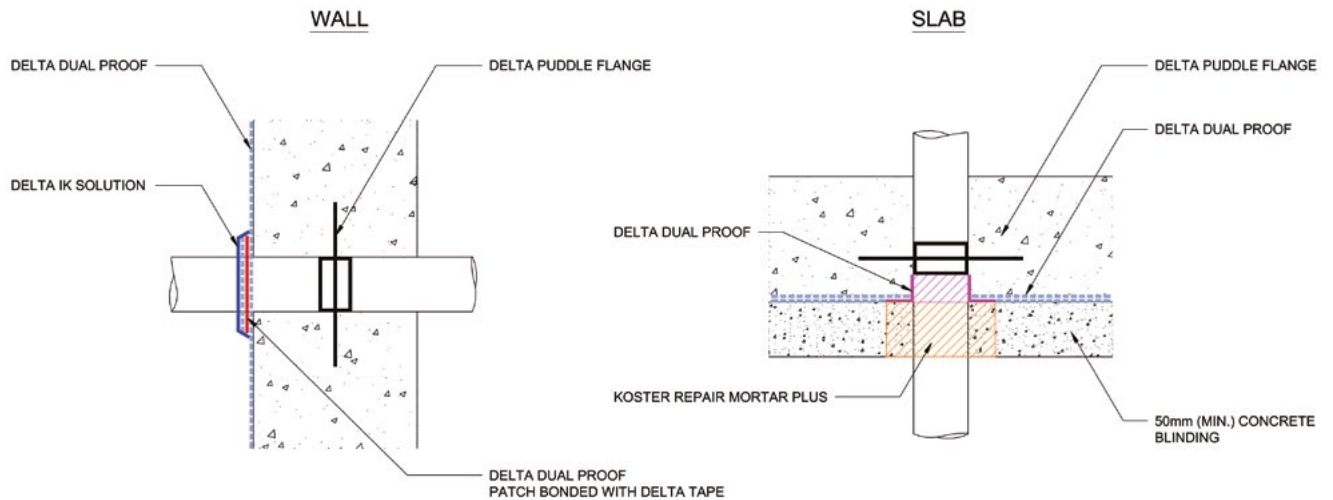 WALL
DELTA DUAL PROOF
DELTA PUDDLE FLANGE
DELTA IK SOLUTION
DELTA DUAL PROOF
PATCH BONDED WITH DELTA TAPE
SLAB
DELTA PUDDLE FLANGE
DELTA DUAL PROOF
DELTA DUAL PROOF
KOSTER REPAIR MORTAR PLUS
50mm (MIN.) CONCRETE
BLINDING